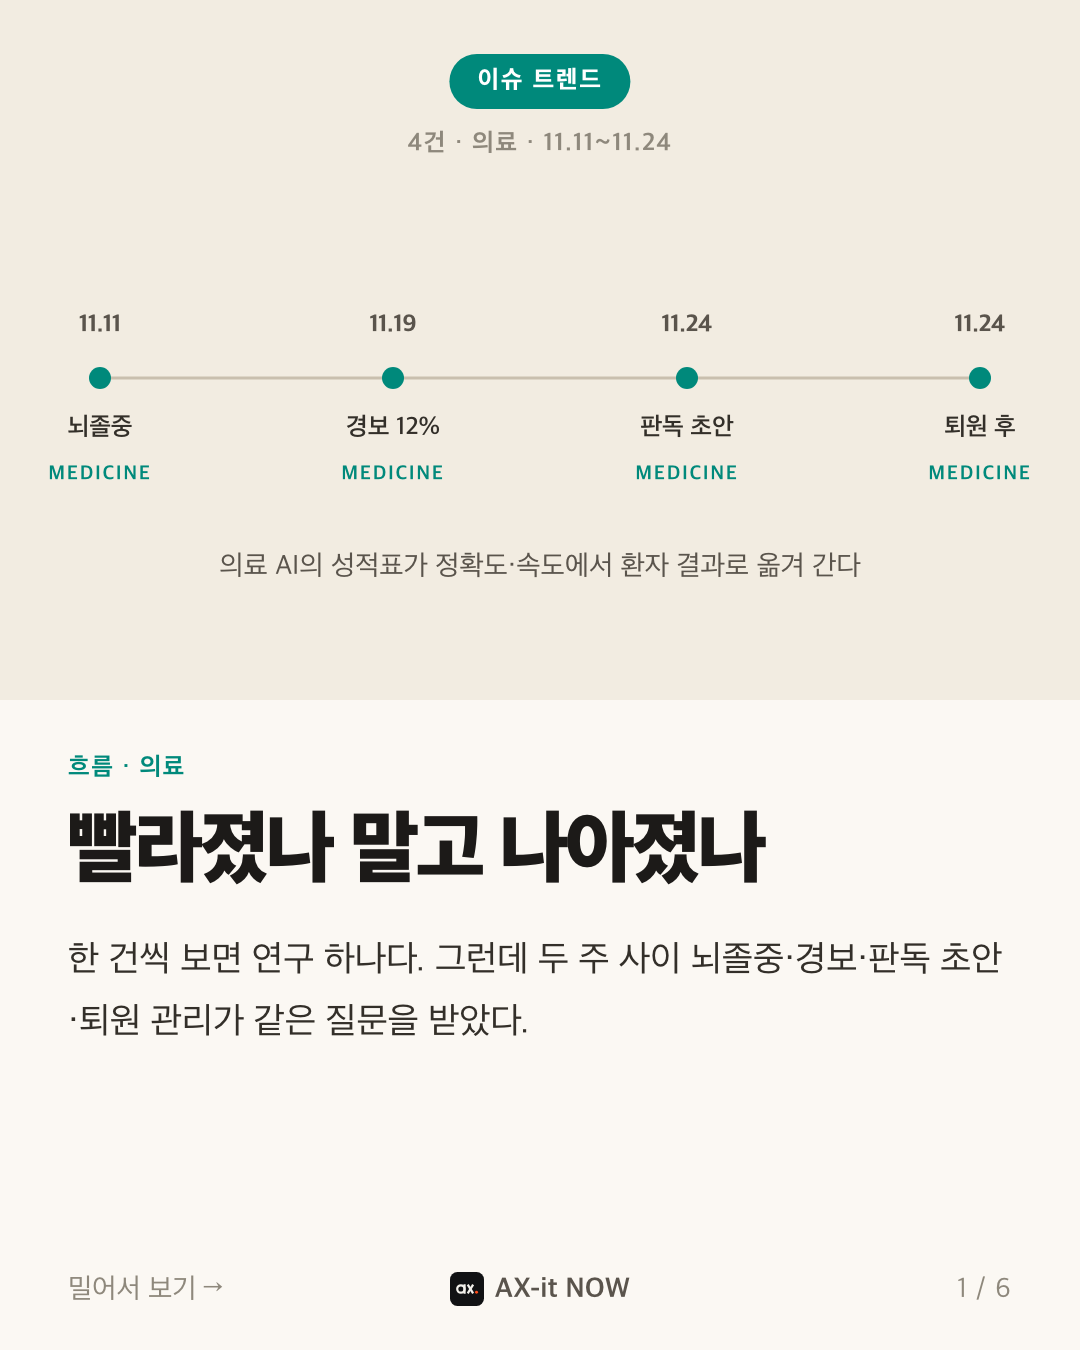 이슈 트렌드
4건 · 의료 · 11.11~11.24
11.11 11.19 11.24 11.24
뇌졸중 경보 12% 판독 초안 퇴원 후
MEDICINE MEDICINE MEDICINE MEDICINE
의료 AI의 성적표가 정확도·속도에서 환자 결과로 옮겨 간다
흐름 · 의료
빨라졌나 말고 나아졌나
한 건씩 보면 연구 하나다. 그런데 두 주 사이 뇌졸중·경보·판독 초안
·퇴원 관리가 같은 질문을 받았다.
밀어서 보기 → ax. AX-it NOW 1 / 6